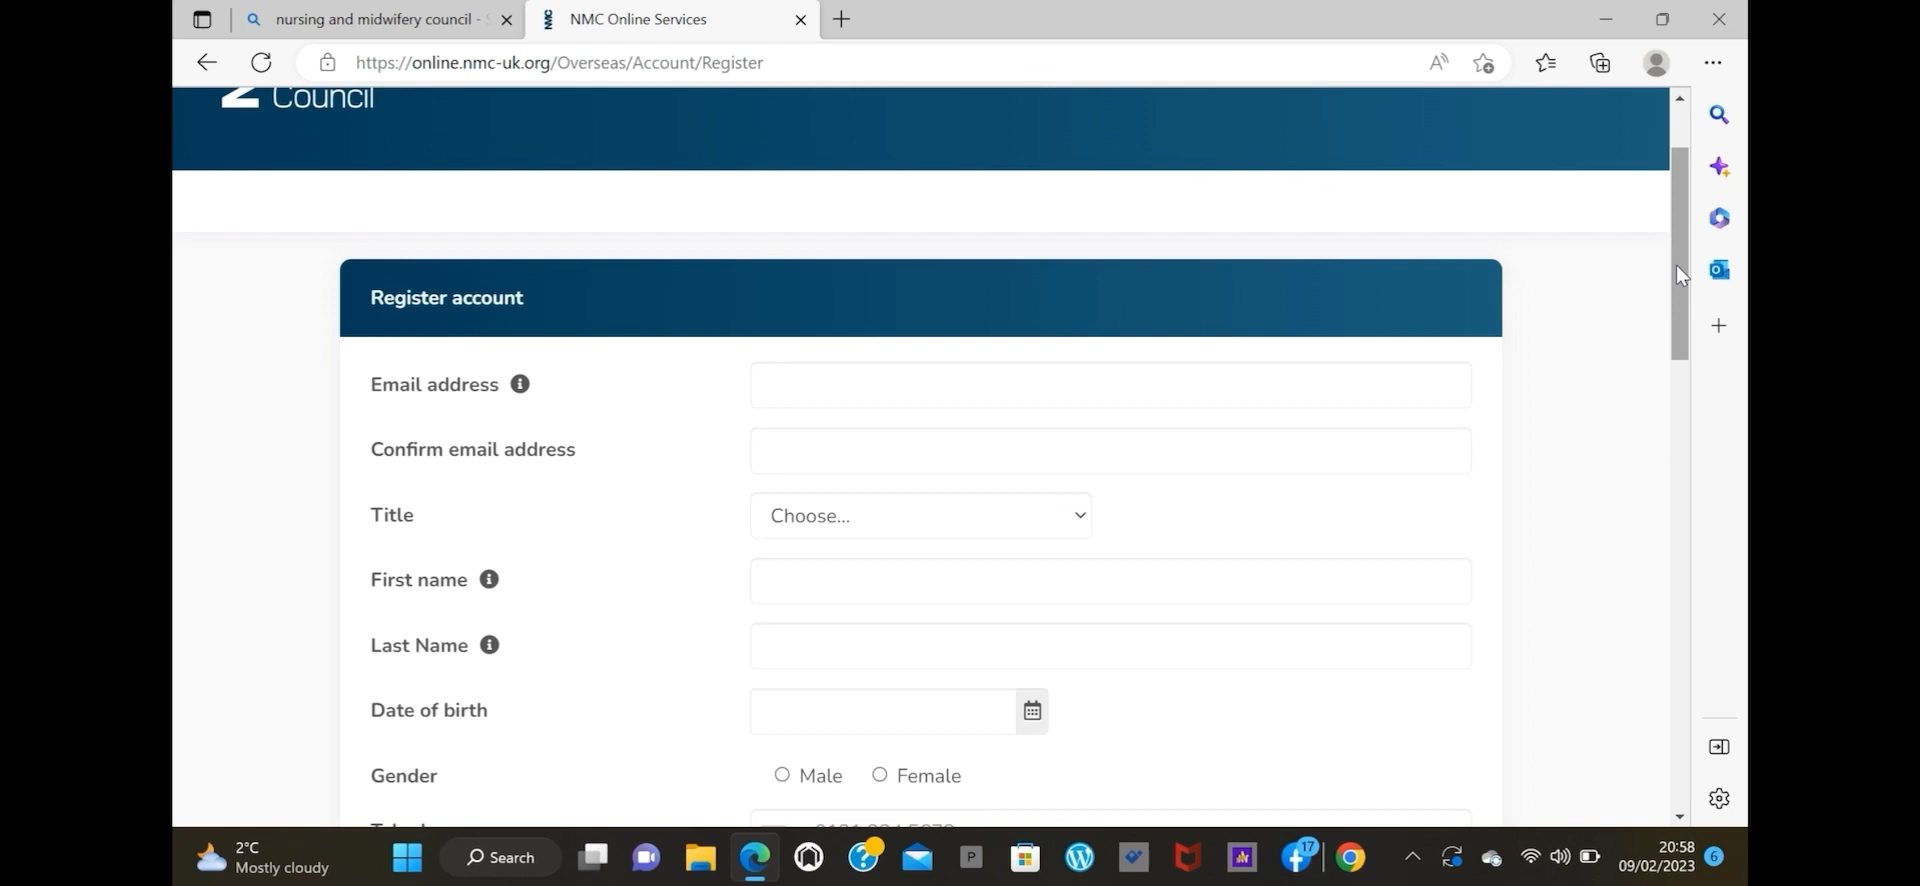 nursing and midwifery council -
NMC Online Services
https://online.nmc-uk.org/Overseas/Account/Register
Council
Register account
Email address
Confirm email address
Title
Choose...
First name
Last Name
Date of birth
Gender
Male
Female
2°C
Mostly cloudy
Search
P
17
20:58
09/02/2023
6